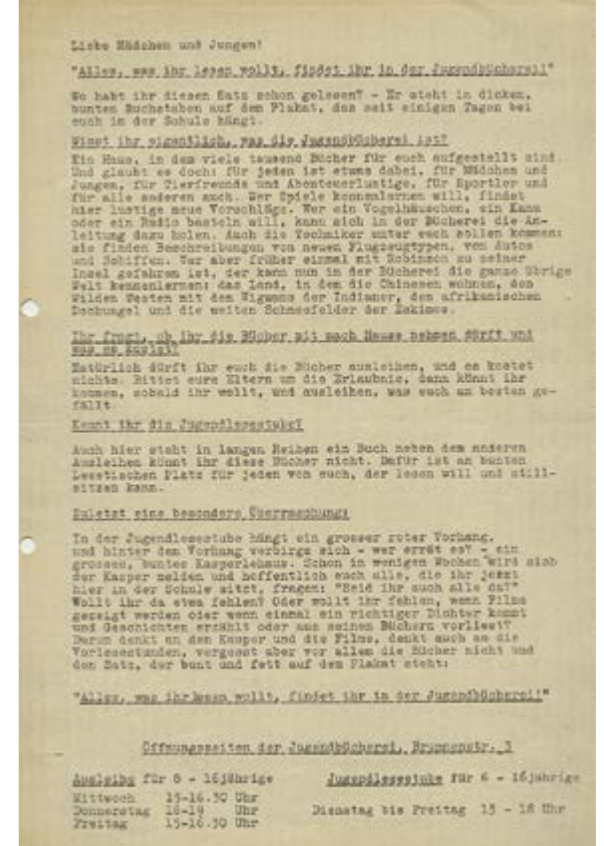 Liebe Mädchen und Jungen!
"Alles, was ihr lesen wollt, findet ihr in der Jugendbücherei!"
Wo habt ihr diesen Satz schon gelesen? - Er steht in dicken,
bunten Buchstaben auf dem Plakat, das seit einigen Tagen bei
euch in der Schule hängt.
Wisst ihr eigentlich, was die Jugendbücherei ist?
Ein Haus, in dem viele tausend Bücher für euch aufgestellt sind.
Und glaubt es doch: für jeden ist etwas dabei, für Mädchen und
Jungen, für Tierfreunde und Abenteuerlustige, für Sportler und
für alle anderen auch. Wer Spiele kennenlernen will, findet
hier lustige neue Vorschläge. Wer ein Vogelhäuschen, ein Kanu
oder ein Radio basteln will, kann sich in der Bücherei die An-
leitung dazu holen. Auch die Techniker unter euch sollen kommen:
sie finden Beschreibungen von neuen Flugzeugtypen, von Autos
und Schiffen. Wer aber früher einmal mit Robinson zu seiner
Insel gefahren ist, der kann nun in der Bücherei die ganze übrige
Welt kennenlernen: das Land, in dem die Chinesen wohnen, den
Wilden Westen mit den Wigwams der Indianer, den afrikanischen
Dschungel und die weiten Schneefelder der Eskimos.
Ihr fragt, ob ihr die Bücher mit nach Hause nehmen dürft und
was es kostet?
Natürlich dürft ihr euch die Bücher ausleihen, und es kostet
nichts. Bittet eure Eltern um die Erlaubnis, dann könnt ihr
kommen, sobald ihr wollt, und ausleihen, was euch am besten ge-
fällt.
Kennt ihr die Jugendlesestube?
Auch hier steht in langen Reihen ein Buch neben dem anderen
Ausleihen könnt ihr diese Bücher nicht. Dafür ist an bunten
Lesetischen Platz für jeden von euch, der lesen will und still-
sitzen kann.
Zuletzt eine besondere Überraschung:
In der Jugendlesestube hängt ein grosser roter Vorhang,
und hinter dem Vorhang verbirgt sich - wer errät es? - ein
grosses, buntes Kasperlehaus. Schon in wenigen Wochen wird sich
der Kasper melden und hoffentlich euch alle, die ihr jetzt
hier in der Schule sitzt, fragen: "Seid ihr auch alle da?"
Wollt ihr da etwa fehlen? Oder wollt ihr fehlen, wenn Filme
gezeigt werden oder wenn einmal ein richtiger Dichter kommt
und Geschichten erzählt oder aus seinen Büchern vorliest?
Darum denkt an den Kasper und die Filme, denkt auch an die
Vorlesestunden, vergesst aber vor allem die Bücher nicht und
den Satz, der bunt und fett auf dem Plakat steht:
"Alles, was ihr lesen wollt, findet ihr in der Jugendbücherei!"
Öffnungszeiten der Jugendbücherei, Brunnenstr. 3
Ausleihe für 8 - 16jährige Jugendlesestube für 6 - 16jährige
Mittwoch 15-16.30 Uhr
Donnerstag 16-19 Uhr Dienstag bis Freitag 15 - 18 Uhr
Freitag 15-16.30 Uhr